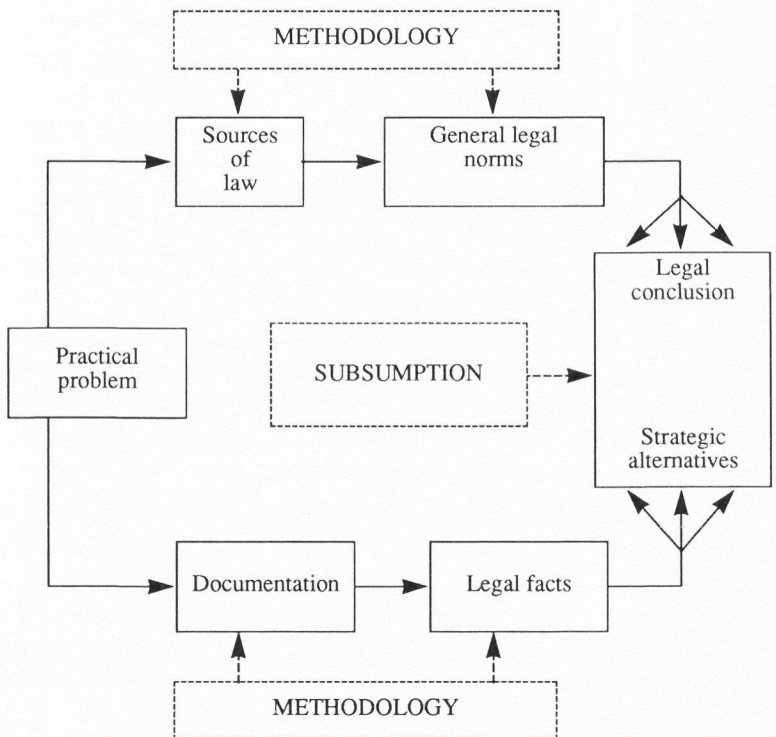 METHODOLOGY
Sources
of
law
General legal
norms
Legal
conclusion
Practical
problem
SUBSUMPTION
Strategic
alternatives
Documentation
Legal facts
METHODOLOGY